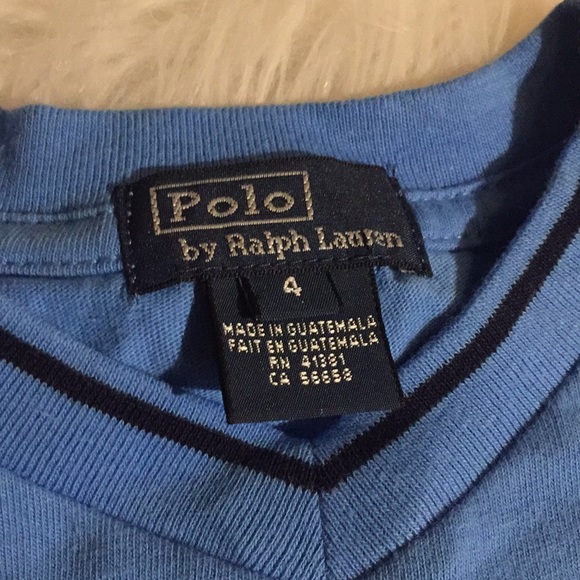 Polo
by Ralph Lauren
4
MADE IN GUATEMALA
FAIT EN GUATEMALA
RN 41381
CA 56658